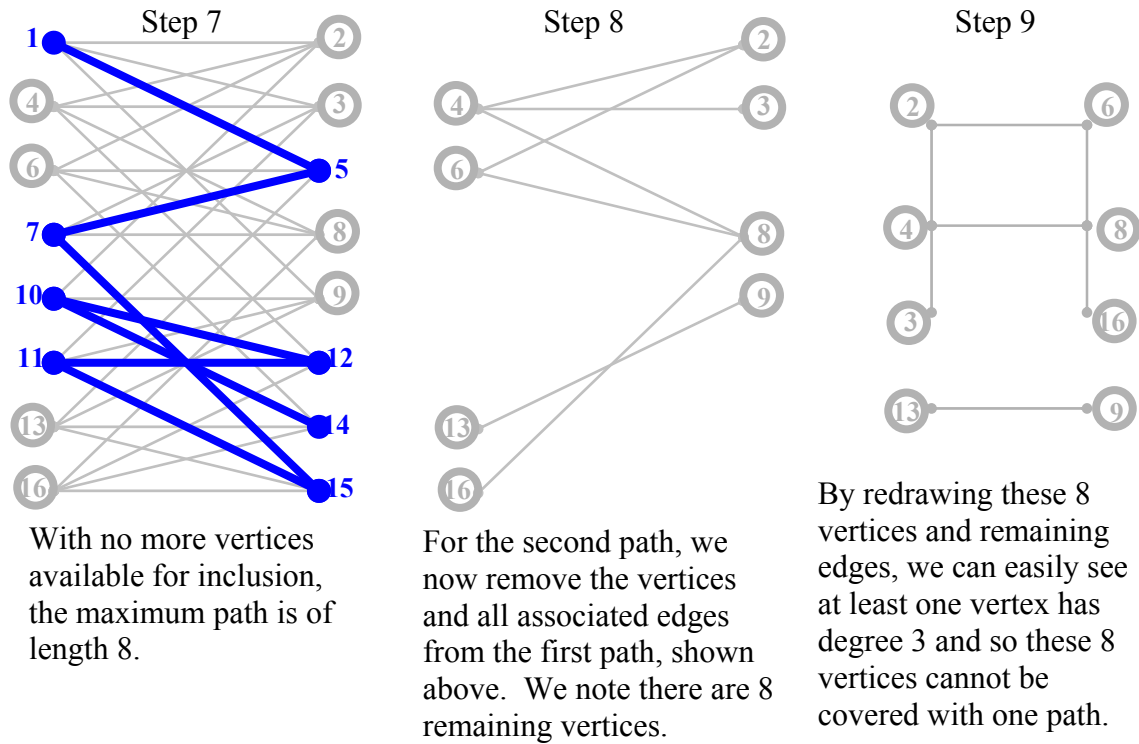 Step 7
1
2
4
3
6
5
7
8
10
9
11
12
13
14
16
15
With no more vertices
available for inclusion,
the maximum path is of
length 8.
Step 8
2
4
3
6
8
9
13
16
For the second path, we
now remove the vertices
and all associated edges
from the first path, shown
above. We note there are 8
remaining vertices.
Step 9
2
6
4
8
3
16
13
9
By redrawing these 8
vertices and remaining
edges, we can easily see
at least one vertex has
degree 3 and so these 8
vertices cannot be
covered with one path.